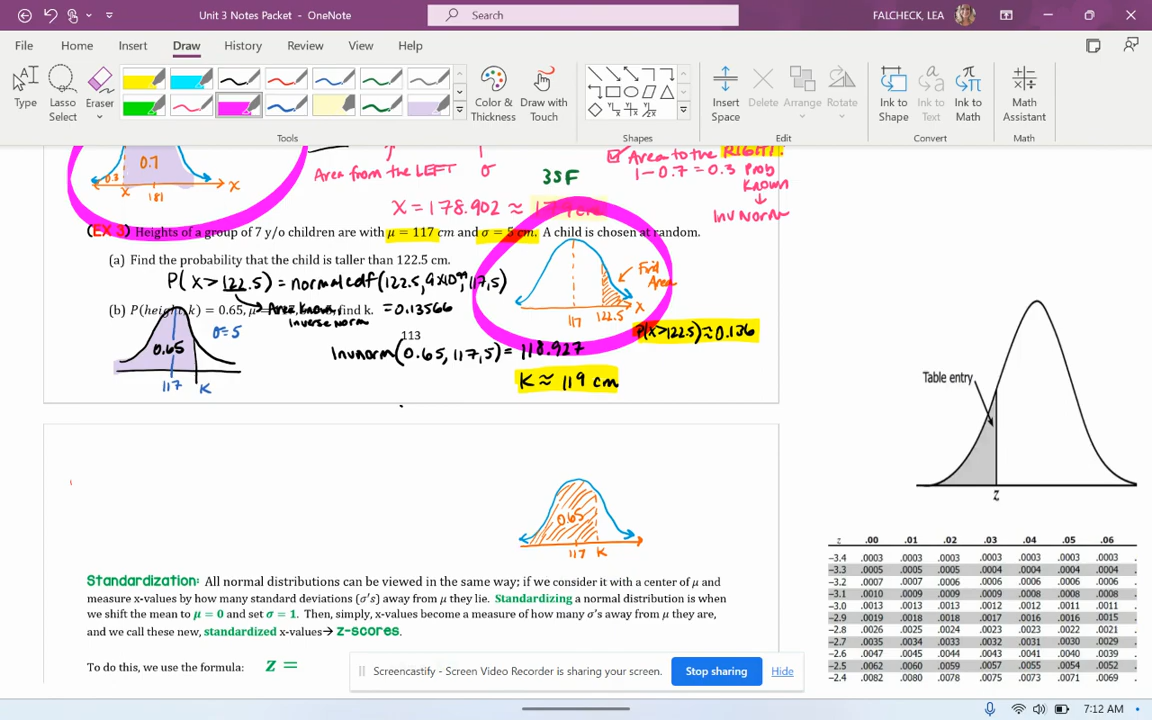 Unit 3 Notes Packet - OneNote
Search
FALCHECK, LEA
File Home Insert Draw History Review View Help
Type
Lasso Select
Eraser
Color & Thickness
Draw with Touch
Insert Space
Delete
Arrange
Rotate
Ink to Shape
Ink to Text
Ink to Math
Math Assistant
Tools
Shapes
Edit
Convert
Math
0.3
0.7
X
181
X
Area from the LEFT
σ
Area to the RIGHT!
1-0.7=0.3 Prob
Known
InvNorm
3SF
X = 178.902 ≈ 179 cm
(EX 3) Heights of a group of 7 y/o children are with μ = 117 cm and σ = 5 cm. A child is chosen at random.
(a) Find the probability that the child is taller than 122.5 cm.
P(X>122.5)=normalcdf(122.5,9x10⁹⁹,117,5)
=0.13566
Find
Area
117 122.5 X
P(X>122.5)≈0.136
find k.
Area known,
inverse norm
0.65
σ=5
117 K
113
Invnorm(0.65,117,5)= 118.927
K ≈ 119 cm
0.65
117 K
Standardization: All normal distributions can be viewed in the same way; if we consider it with a center of μ and
measure x-values by how many standard deviations (σ's) away from μ they lie. Standardizing a normal distribution is when
we shift the mean to μ = 0 and set σ = 1. Then, simply, x-values become a measure of how many σ's away from μ they are,
and we call these new, standardized x-values→ z-scores.
To do this, we use the formula: Z =
Table entry
z
z .00 .01 .02 .03 .04 .05 .06
−3.4 .0003 .0003 .0003 .0003 .0003 .0003 .0003
−3.3 .0005 .0005 .0005 .0004 .0004 .0004 .0004
−3.2 .0007 .0007 .0006 .0006 .0006 .0006 .0006
−3.1 .0010 .0009 .0009 .0009 .0008 .0008 .0008
−3.0 .0013 .0013 .0013 .0012 .0012 .0011 .0011
−2.9 .0019 .0018 .0018 .0017 .0016 .0016 .0015
−2.8 .0026 .0025 .0024 .0023 .0023 .0022 .0021
−2.7 .0035 .0034 .0033 .0032 .0031 .0030 .0029
−2.6 .0047 .0045 .0044 .0043 .0041 .0040 .0039
−2.5 .0062 .0060 .0059 .0057 .0055 .0054 .0052
−2.4 .0082 .0080 .0078 .0075 .0073 .0071 .0069
Screencastify - Screen Video Recorder is sharing your screen.
Stop sharing
Hide
7:12 AM